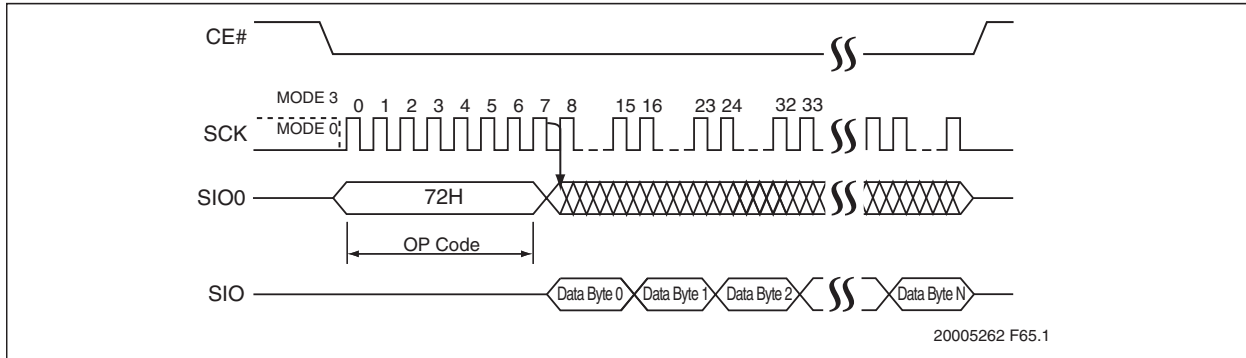 CE#
MODE 3
0 1 2 3 4 5 6 7 8 15 16 23 24 32 33
SCK
MODE 0
SIO0
72H
OP Code
SIO
Data Byte 0 Data Byte 1 Data Byte 2 Data Byte N
20005262 F65.1